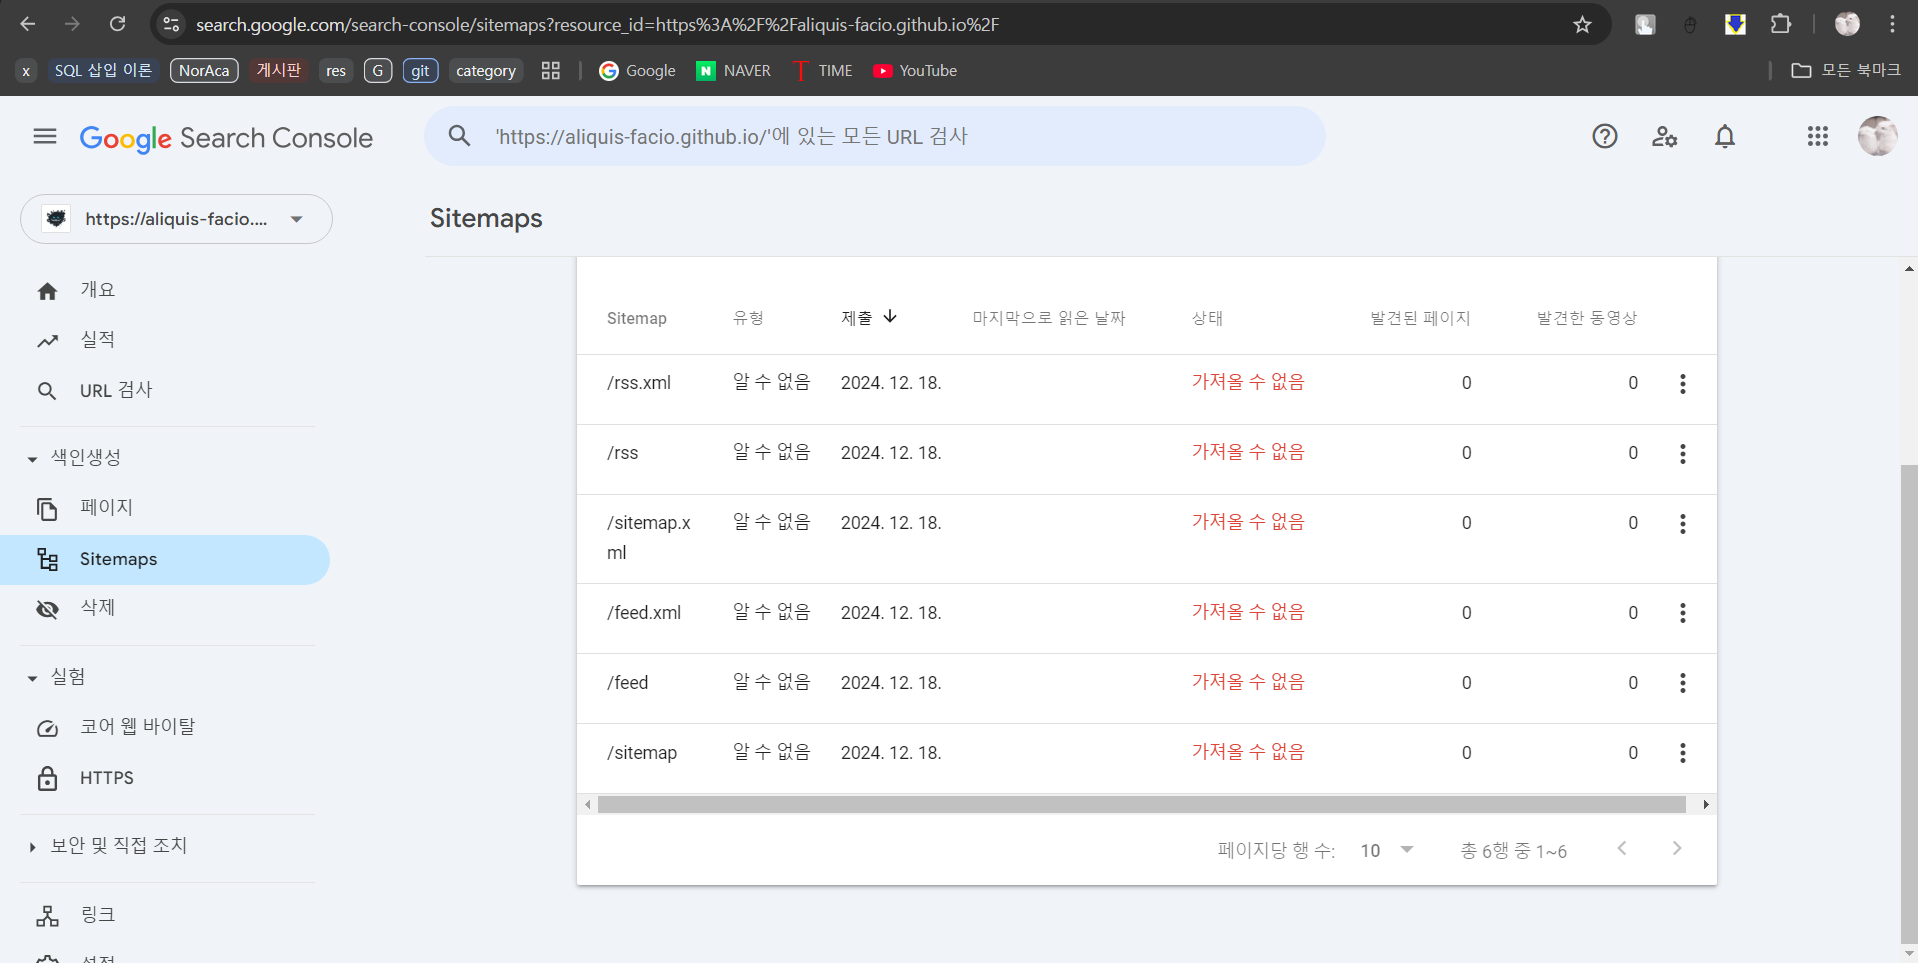 search.google.com/search-console/sitemaps?resource_id=https%3A%2F%2Faliquis-facio.github.io%2F
x SQL 삽입 이론 NorAca 게시판 res G git category Google NAVER TIME YouTube 모든 북마크
Google Search Console
'https://aliquis-facio.github.io/'에 있는 모든 URL 검사
https://aliquis-facio....
Sitemaps
개요
실적
URL 검사
색인생성
페이지
Sitemaps
삭제
실험
코어 웹 바이탈
HTTPS
보안 및 직접 조치
링크
설정
Sitemap 유형 제출 마지막으로 읽은 날짜 상태 발견된 페이지 발견한 동영상
/rss.xml 알 수 없음 2024. 12. 18. 가져올 수 없음 0 0
/rss 알 수 없음 2024. 12. 18. 가져올 수 없음 0 0
/sitemap.x 알 수 없음 2024. 12. 18. 가져올 수 없음 0 0
ml
/feed.xml 알 수 없음 2024. 12. 18. 가져올 수 없음 0 0
/feed 알 수 없음 2024. 12. 18. 가져올 수 없음 0 0
/sitemap 알 수 없음 2024. 12. 18. 가져올 수 없음 0 0
페이지당 행 수: 10 총 6행 중 1~6